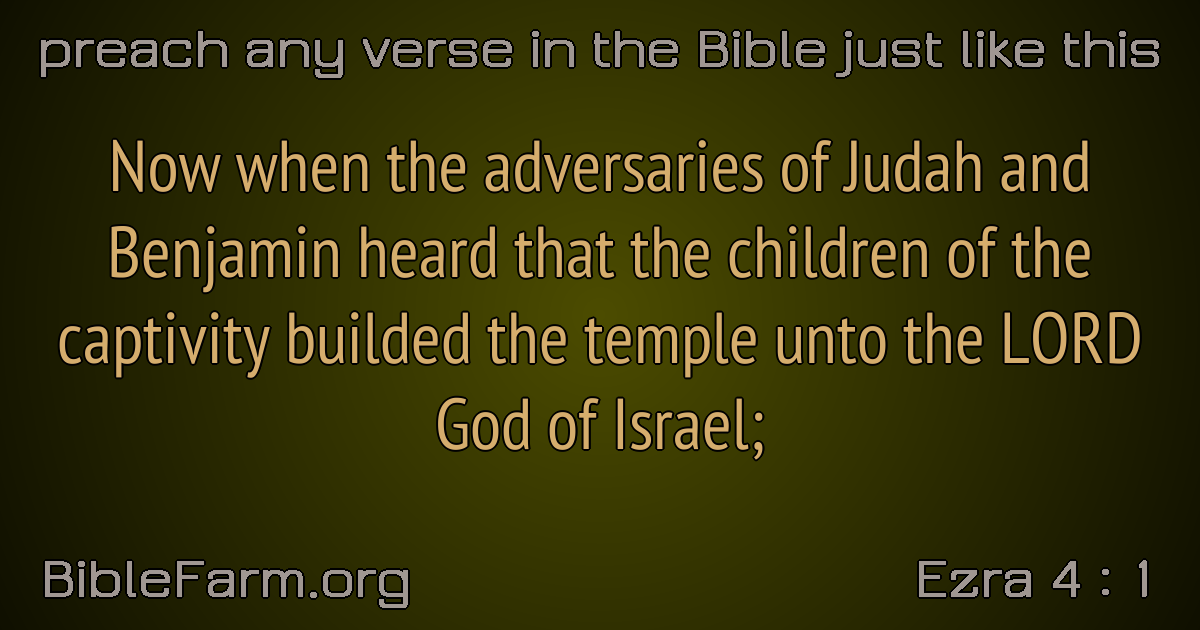 preach any verse in the Bible just like this
Now when the adversaries of Judah and
Benjamin heard that the children of the
captivity builded the temple unto the LORD
God of Israel;
BibleFarm.org
Ezra 4 : 1